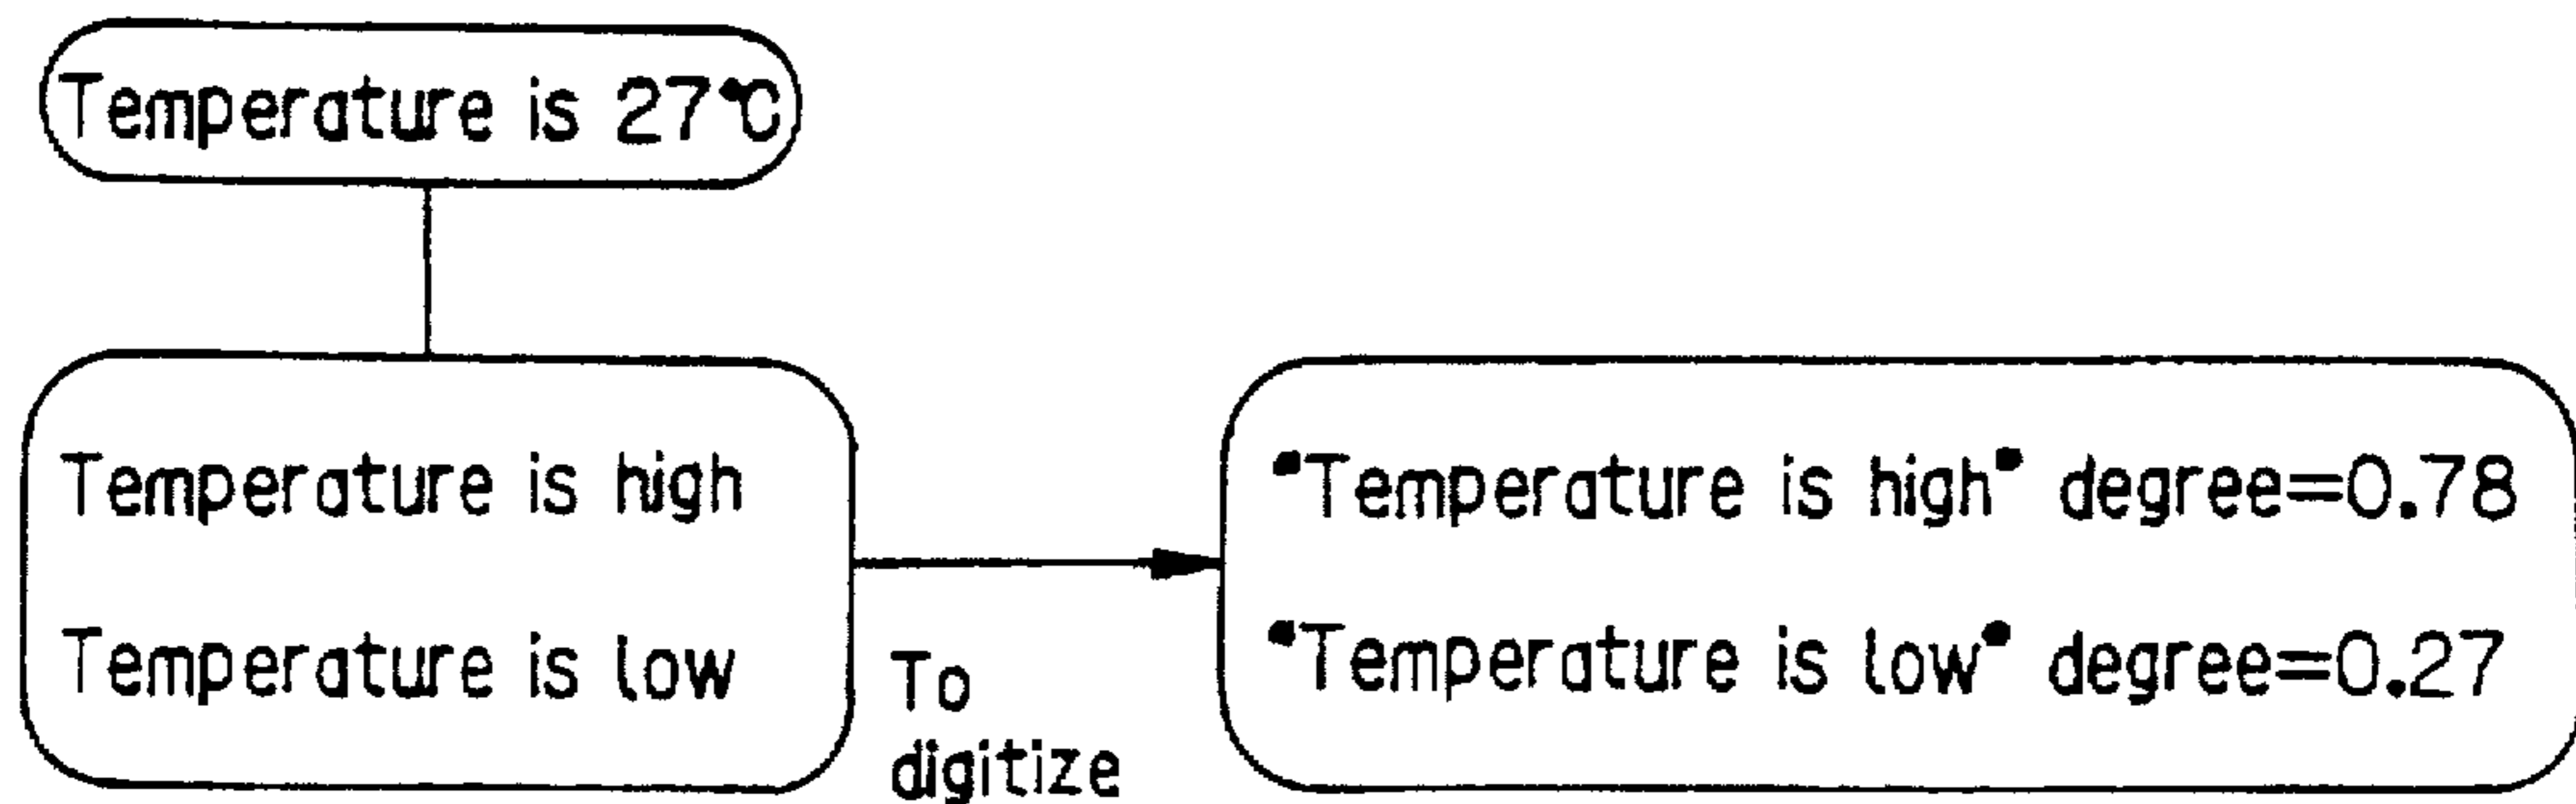 Temperature is 27°C
Temperature is high
Temperature is low
To
digitize
"Temperature is high" degree=0.78
"Temperature is low" degree=0.27